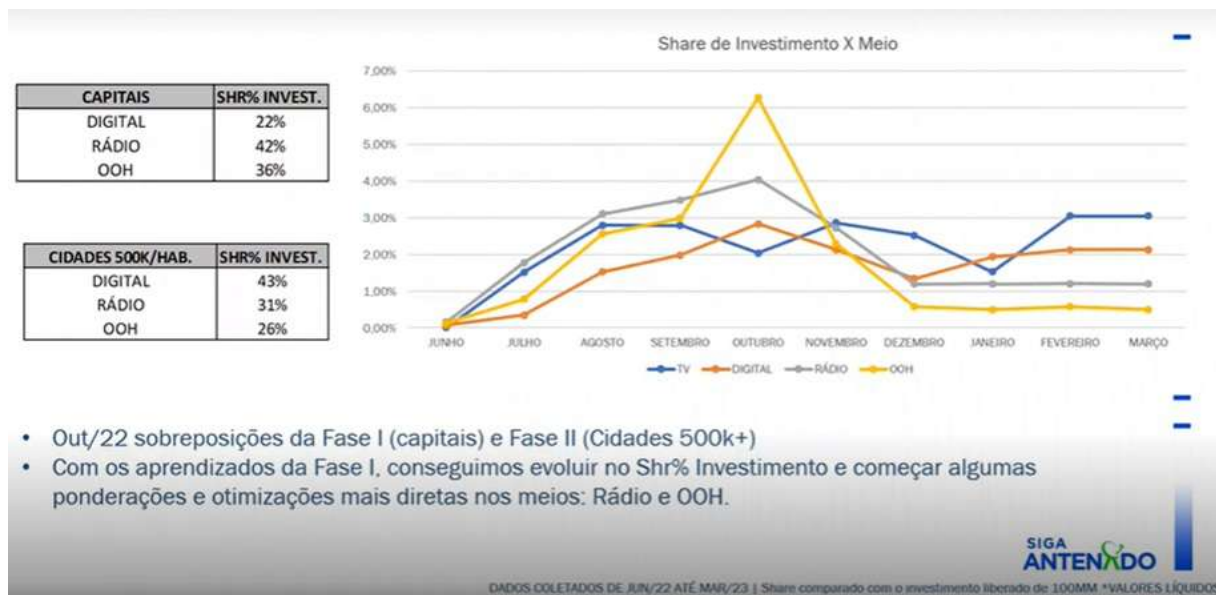 Share de Investimento X Meio
CAPITAIS SHR% INVEST.
DIGITAL 22%
RÁDIO 42%
OOH 36%
CIDADES 500K/HAB. SHR% INVEST.
DIGITAL 43%
RÁDIO 31%
OOH 26%
7,00%
6,00%
5,00%
4,00%
3,00%
2,00%
1,00%
0,00%
JUNHO JULHO AGOSTO SETEMBRO OUTUBRO NOVEMBRO DEZEMBRO JANEIRO FEVEREIRO MARÇO
TV DIGITAL RÁDIO OOH
• Out/22 sobreposições da Fase I (capitais) e Fase II (Cidades 500k+)
• Com os aprendizados da Fase I, conseguimos evoluir no Shr% Investimento e começar algumas
ponderações e otimizações mais diretas nos meios: Rádio e OOH.
SIGA
ANTENADO
DADOS COLETADOS DE JUN/22 ATÉ MAR/23 | Share comparado com o investimento liberado de 100MM *VALORES LÍQUIDOS